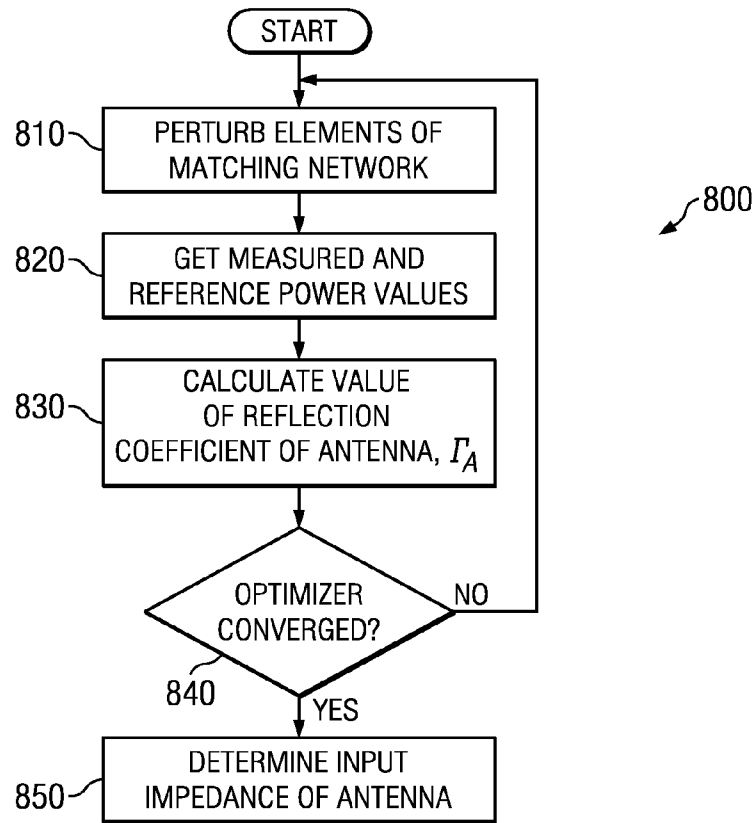 START
810
PERTURB ELEMENTS OF
MATCHING NETWORK
800
820
GET MEASURED AND
REFERENCE POWER VALUES
830
CALCULATE VALUE
OF REFLECTION
COEFFICIENT OF ANTENNA, Γ_A
OPTIMIZER
CONVERGED?
NO
840
YES
850
DETERMINE INPUT
IMPEDANCE OF ANTENNA